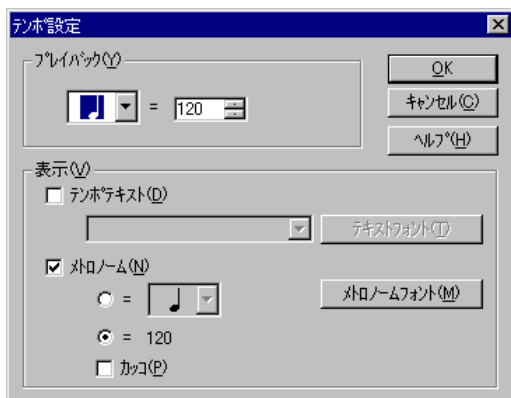 ﾃﾝﾎﾟ設定
ﾌﾟﾚｲﾊﾞｯｸ(Y)
= 120
OK
ｷｬﾝｾﾙ(C)
ﾍﾙﾌﾟ(H)
表示(V)
ﾃﾝﾎﾟﾃｷｽﾄ(D)
ﾃｷｽﾄﾌｫﾝﾄ(T)
ﾒﾄﾛﾉｰﾑ(N)
=
ﾒﾄﾛﾉｰﾑﾌｫﾝﾄ(M)
= 120
ｶｯｺ(P)